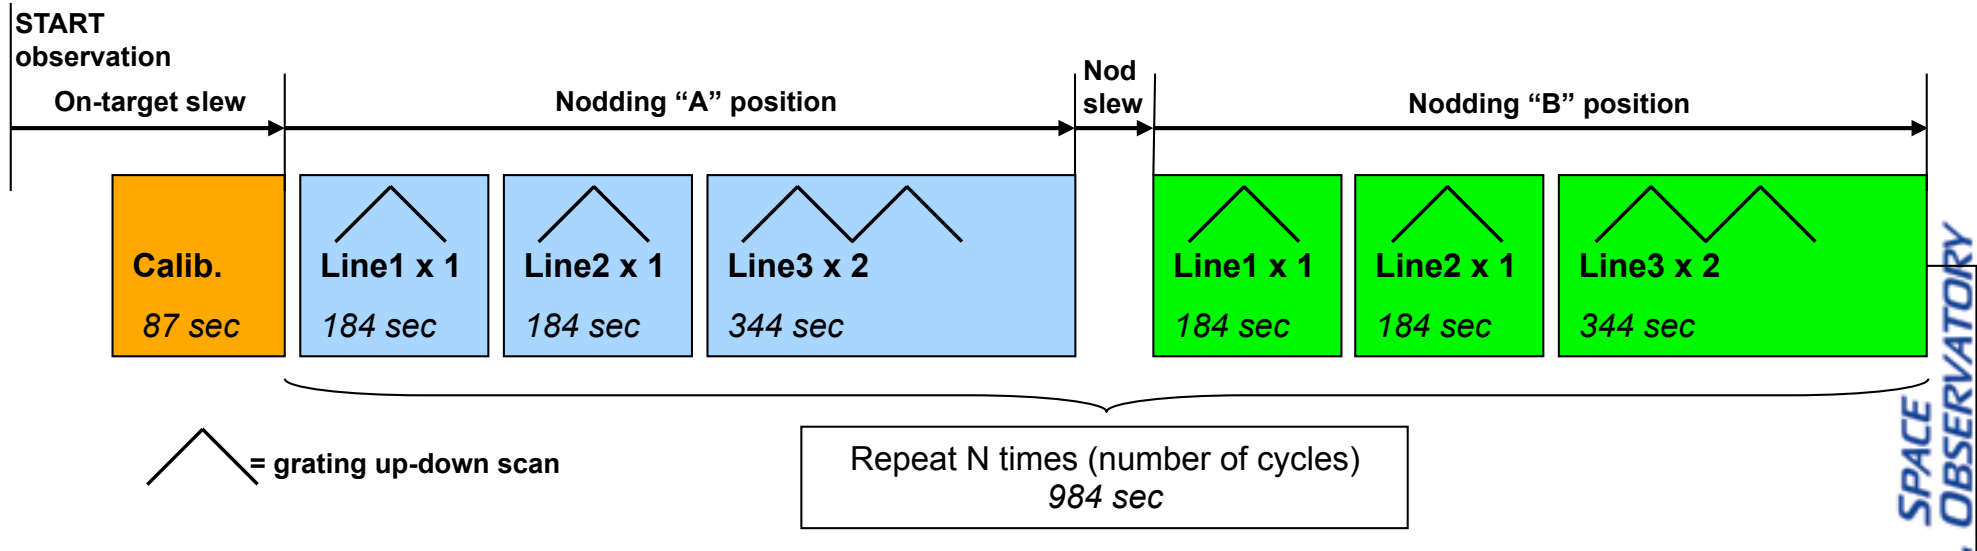 START
observation
On-target slew
Nodding “A” position
Nod
slew
Nodding “B” position
Calib.
87 sec
Line1 x 1
184 sec
Line2 x 1
184 sec
Line3 x 2
344 sec
Line1 x 1
184 sec
Line2 x 1
184 sec
Line3 x 2
344 sec
= grating up-down scan
Repeat N times (number of cycles)
984 sec
SPACE
OBSERVATORY